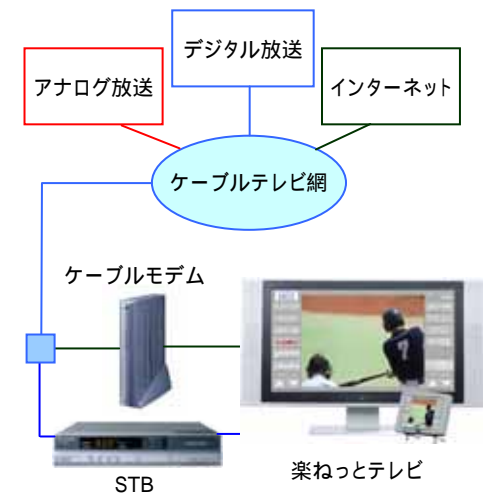 デジタル放送
アナログ放送
インターネット
ケーブルテレビ網
ケーブルモデム
7
STB
楽ねっとテレビ